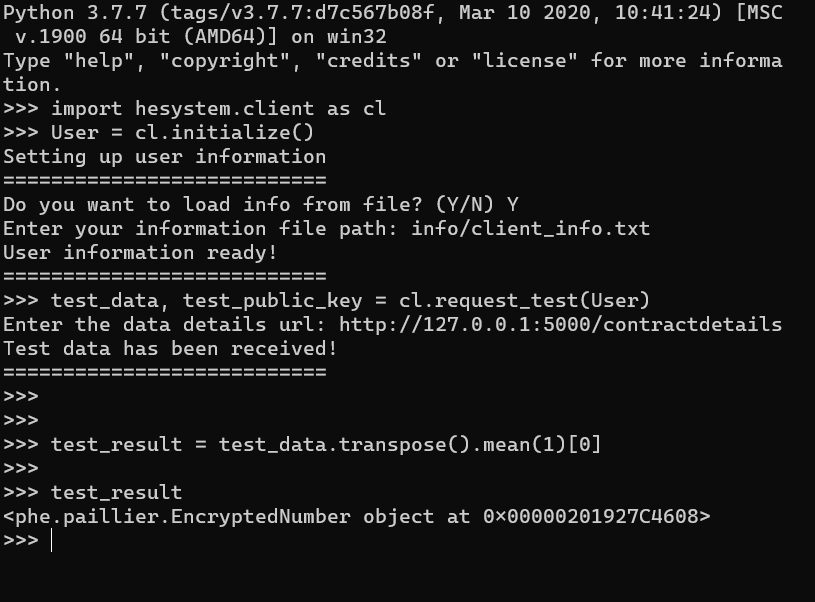 Python 3.7.7 (tags/v3.7.7:d7c567b08f, Mar 10 2020, 10:41:24) [MSC
 v.1900 64 bit (AMD64)] on win32
Type "help", "copyright", "credits" or "license" for more informa
tion.
>>> import hesystem.client as cl
>>> User = cl.initialize()
Setting up user information
===========================
Do you want to load info from file? (Y/N) Y
Enter your information file path: info/client_info.txt
User information ready!
===========================
>>> test_data, test_public_key = cl.request_test(User)
Enter the data details url: http://127.0.0.1:5000/contractdetails
Test data has been received!
===========================
>>>
>>>
>>> test_result = test_data.transpose().mean(1)[0]
>>>
>>> test_result
<phe.paillier.EncryptedNumber object at 0x00000201927C4608>
>>>